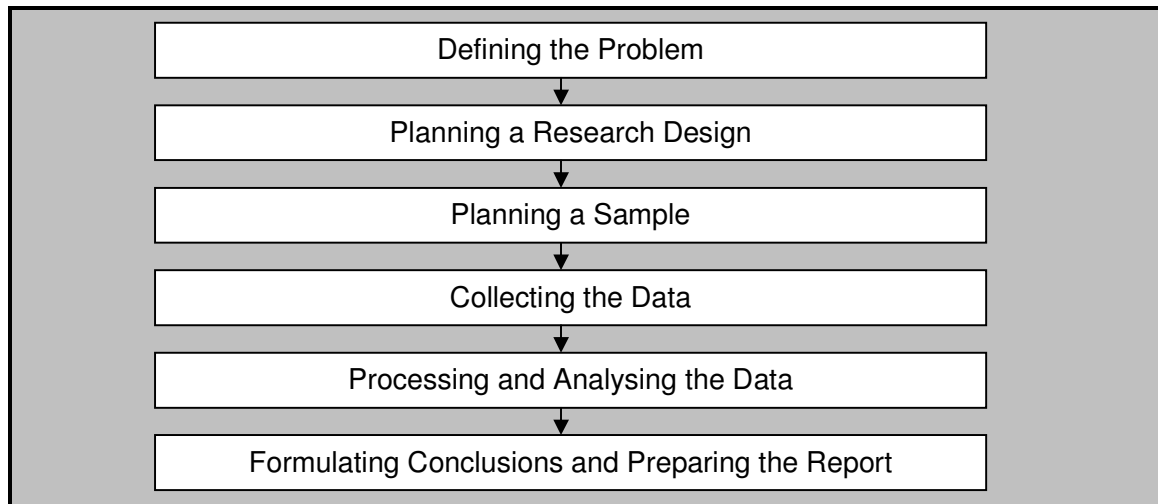 Defining the Problem
Planning a Research Design
Planning a Sample
Collecting the Data
Processing and Analysing the Data
Formulating Conclusions and Preparing the Report